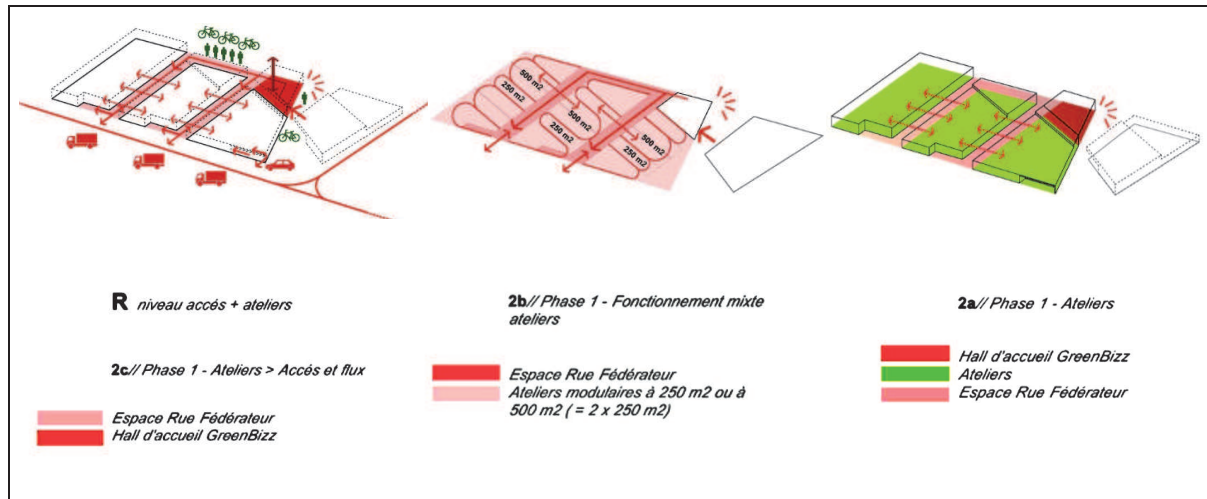 500 m2
250 m2
500 m2
250 m2
500 m2
250 m2
R niveau accés + ateliers
2c// Phase 1 - Ateliers > Accés et flux
Espace Rue Fédérateur
Hall d'accueil GreenBizz
2b// Phase 1 - Fonctionnement mixte
ateliers
Espace Rue Fédérateur
Ateliers modulaires à 250 m2 ou à
500 m2 ( = 2 x 250 m2)
2a// Phase 1 - Ateliers
Hall d'accueil GreenBizz
Ateliers
Espace Rue Fédérateur